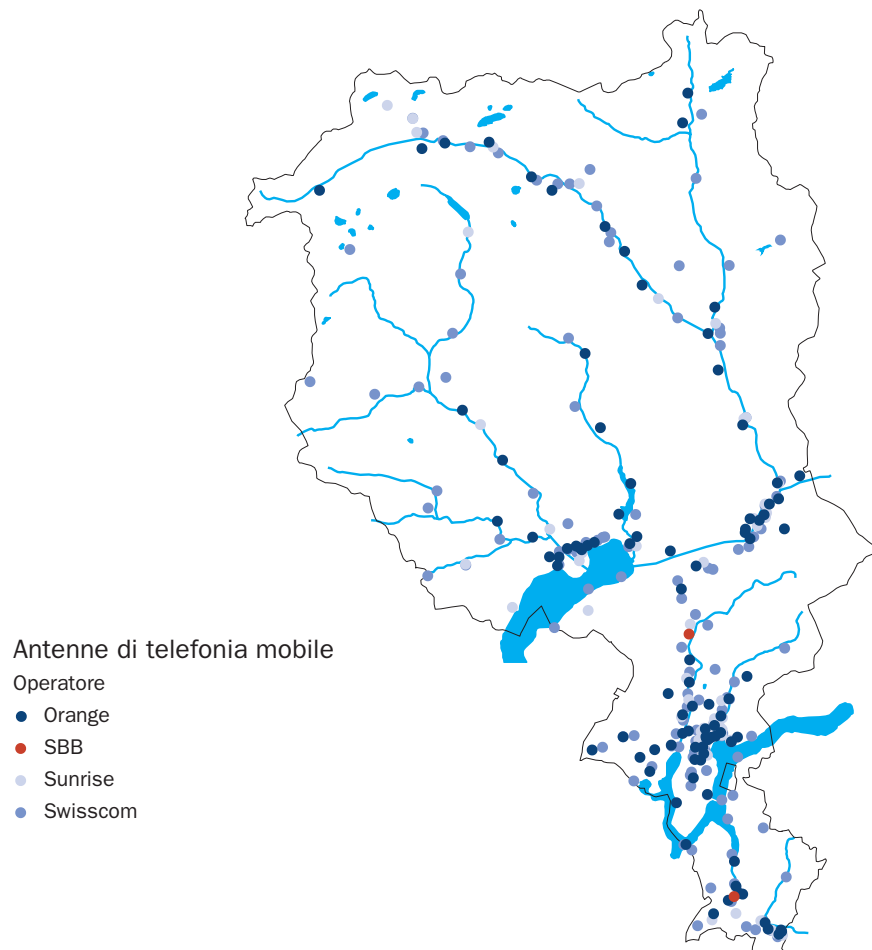 Antenne di telefonia mobile
Operatore
Orange
SBB
Sunrise
Swisscom